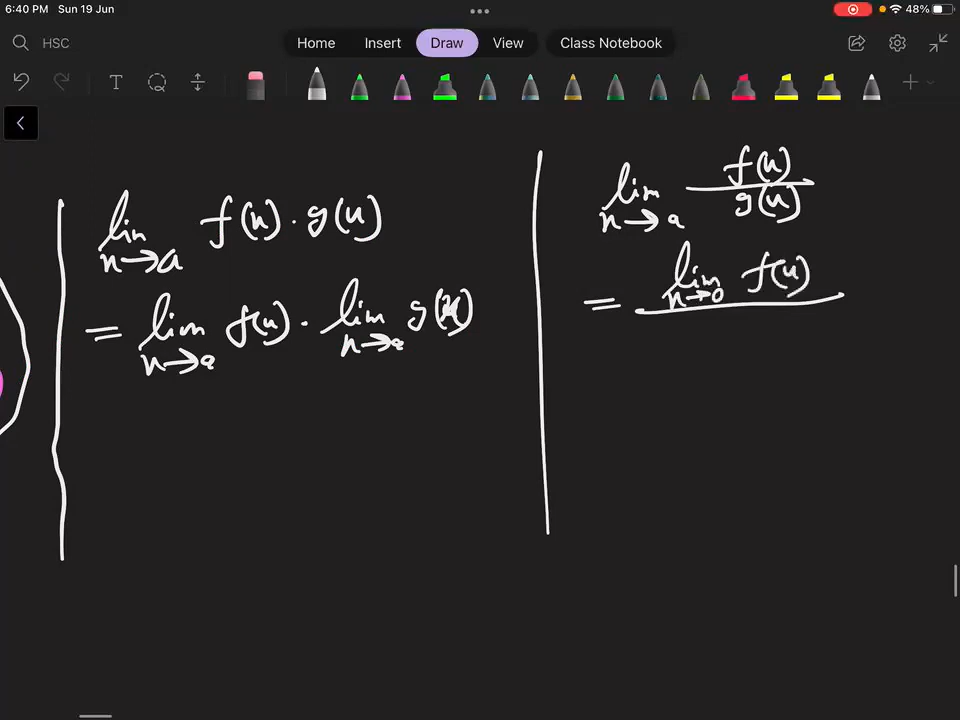 6:40 PM Sun 19 Jun
48%
HSC
Home Insert Draw View Class Notebook
T
lim x→a f(x) · g(x)
= lim x→a f(x) · lim x→a g(x)
lim x→a f(x)/g(x)
= lim x→0 f(x)